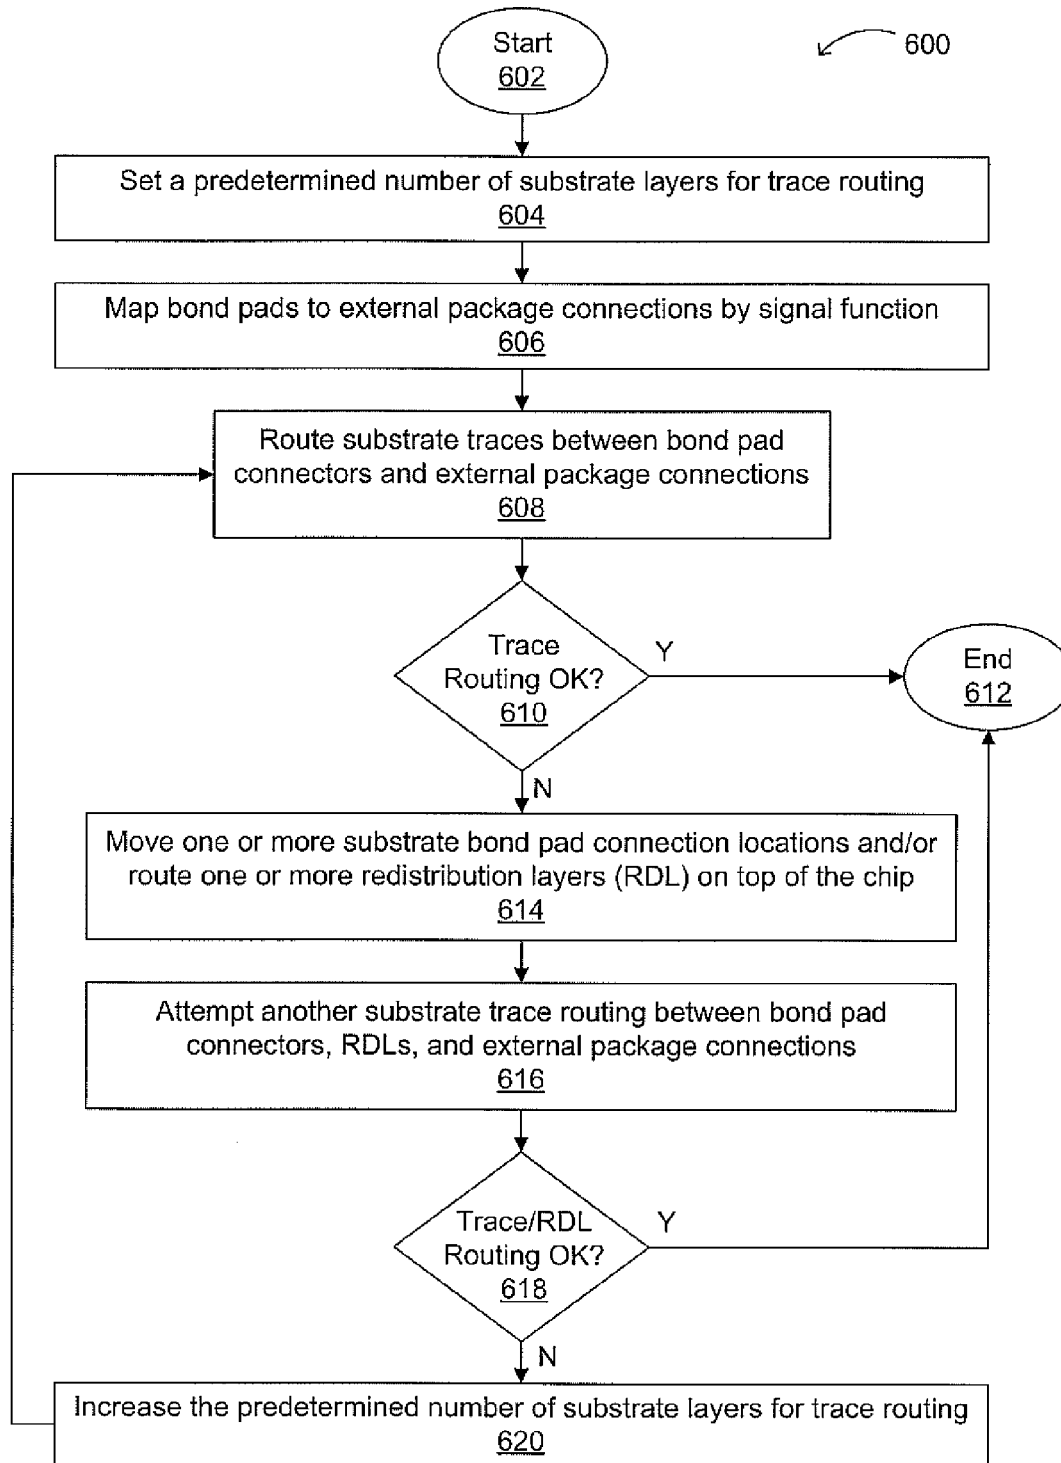 Start
602
600
Set a predetermined number of substrate layers for trace routing
604
Map bond pads to external package connections by signal function
606
Route substrate traces between bond pad
connectors and external package connections
608
Trace
Routing OK?
610
Y
End
612
N
Move one or more substrate bond pad connection locations and/or
route one or more redistribution layers (RDL) on top of the chip
614
Attempt another substrate trace routing between bond pad
connectors, RDLs, and external package connections
616
Trace/RDL
Routing OK?
618
Y
N
Increase the predetermined number of substrate layers for trace routing
620